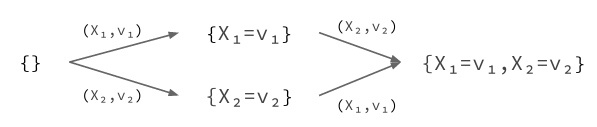 (X₁,v₁)
{X₁=v₁}
(X₂,v₂)
{}
{X₁=v₁,X₂=v₂}
(X₂,v₂)
{X₂=v₂}
(X₁,v₁)